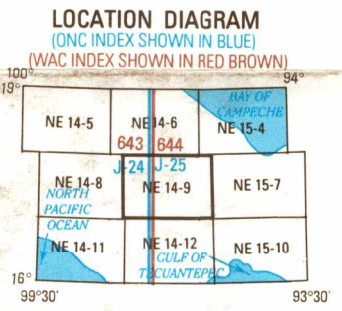 LOCATION DIAGRAM
(ONC INDEX SHOWN IN BLUE)
(WAC INDEX SHOWN IN RED BROWN)
100° 94°
19°
BAY OF
CAMPECHE
NE 14-5 NE 14-6 NE 15-4
643 644
J-24 J-25
NE 14-8 NE 14-9 NE 15-7
NORTH
PACIFIC
OCEAN
NE 14-11 NE 14-12 NE 15-10
GULF OF
TECUANTEPEC
16°
99°30' 93°30'